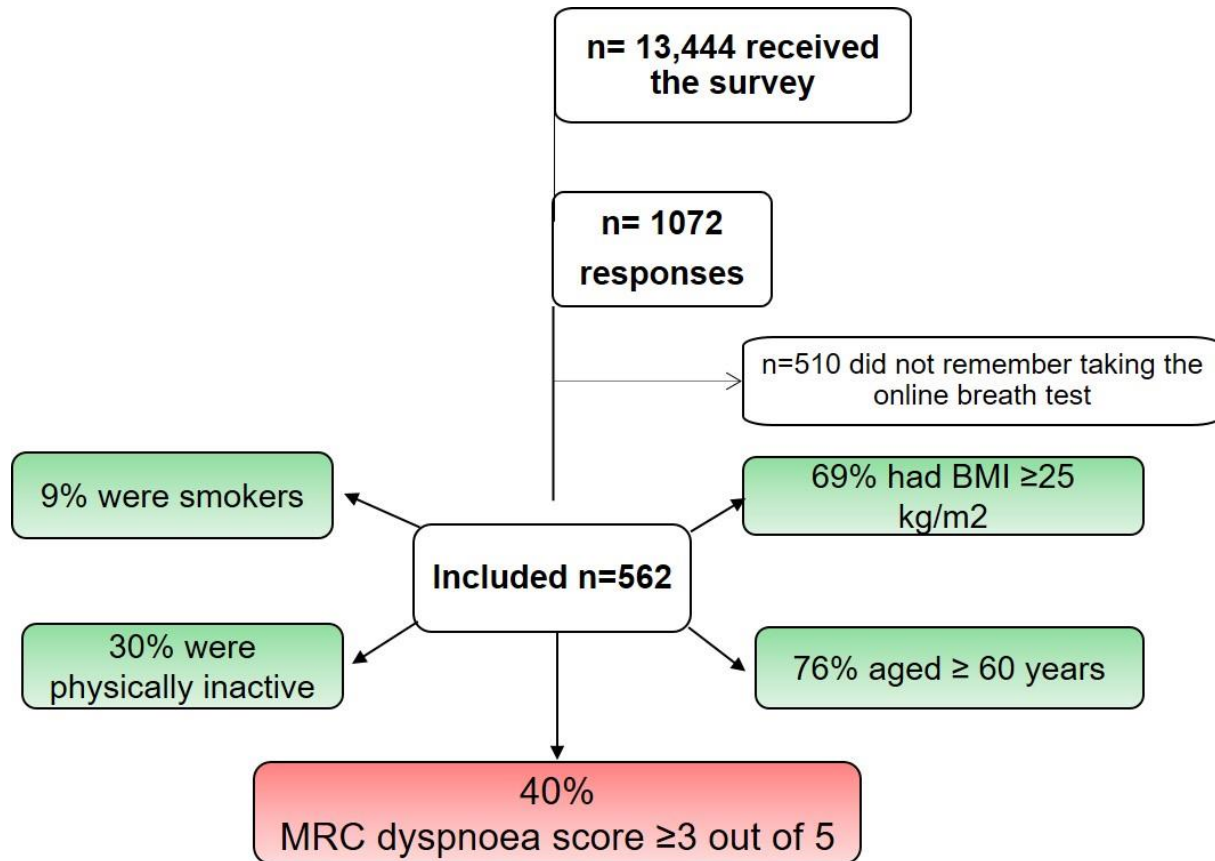 n= 13,444 received
the survey
n= 1072
responses
n=510 did not remember taking the
online breath test
9% were smokers
69% had BMI ≥25
kg/m2
Included n=562
30% were
physically inactive
76% aged ≥ 60 years
40%
MRC dyspnoea score ≥3 out of 5